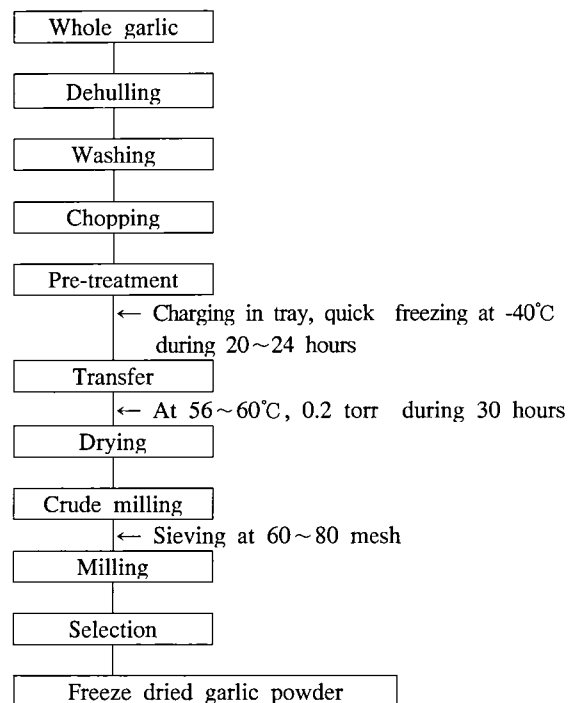 Whole garlic
Dehulling
Washing
Chopping
Pre-treatment
← Charging in tray, quick freezing at -40℃
during 20~24 hours
Transfer
← At 56~60℃, 0.2 torr during 30 hours
Drying
Crude milling
← Sieving at 60~80 mesh
Milling
Selection
Freeze dried garlic powder